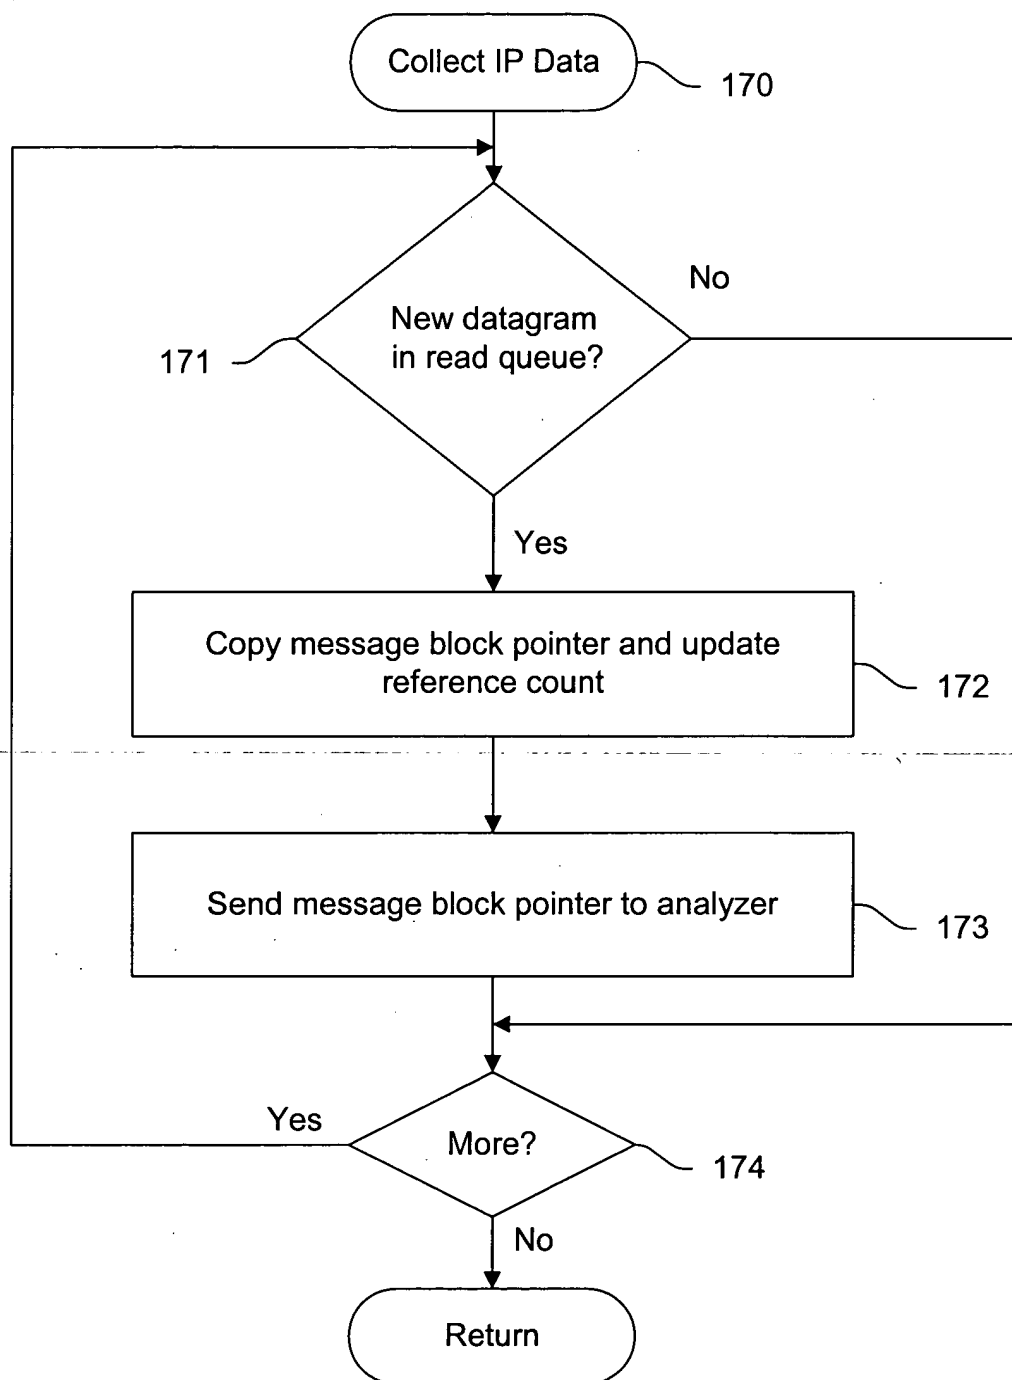 Collect IP Data
170
No
New datagram
in read queue?
171
Yes
Copy message block pointer and update
reference count
172
Send message block pointer to analyzer
173
Yes
More?
174
No
Return